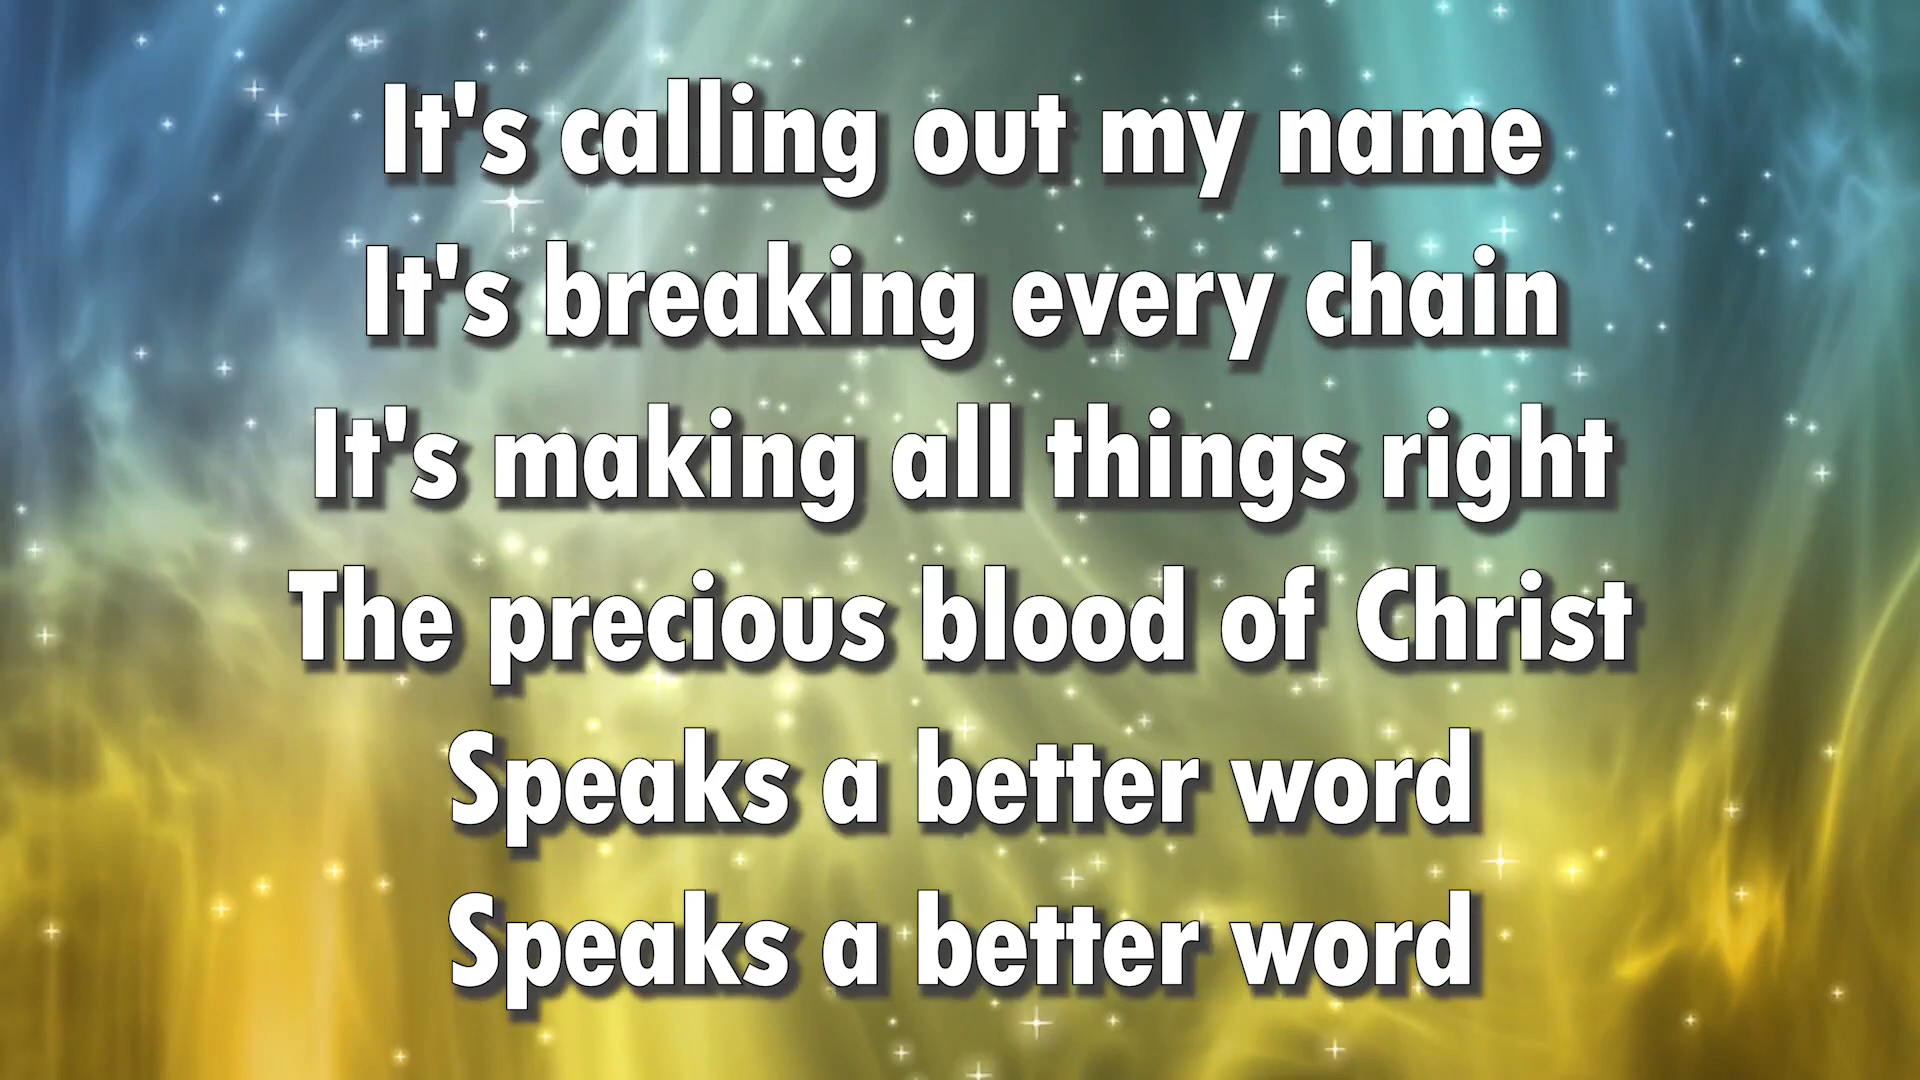 It's calling out my name
It's breaking every chain
It's making all things right
The precious blood of Christ
Speaks a better word
Speaks a better word